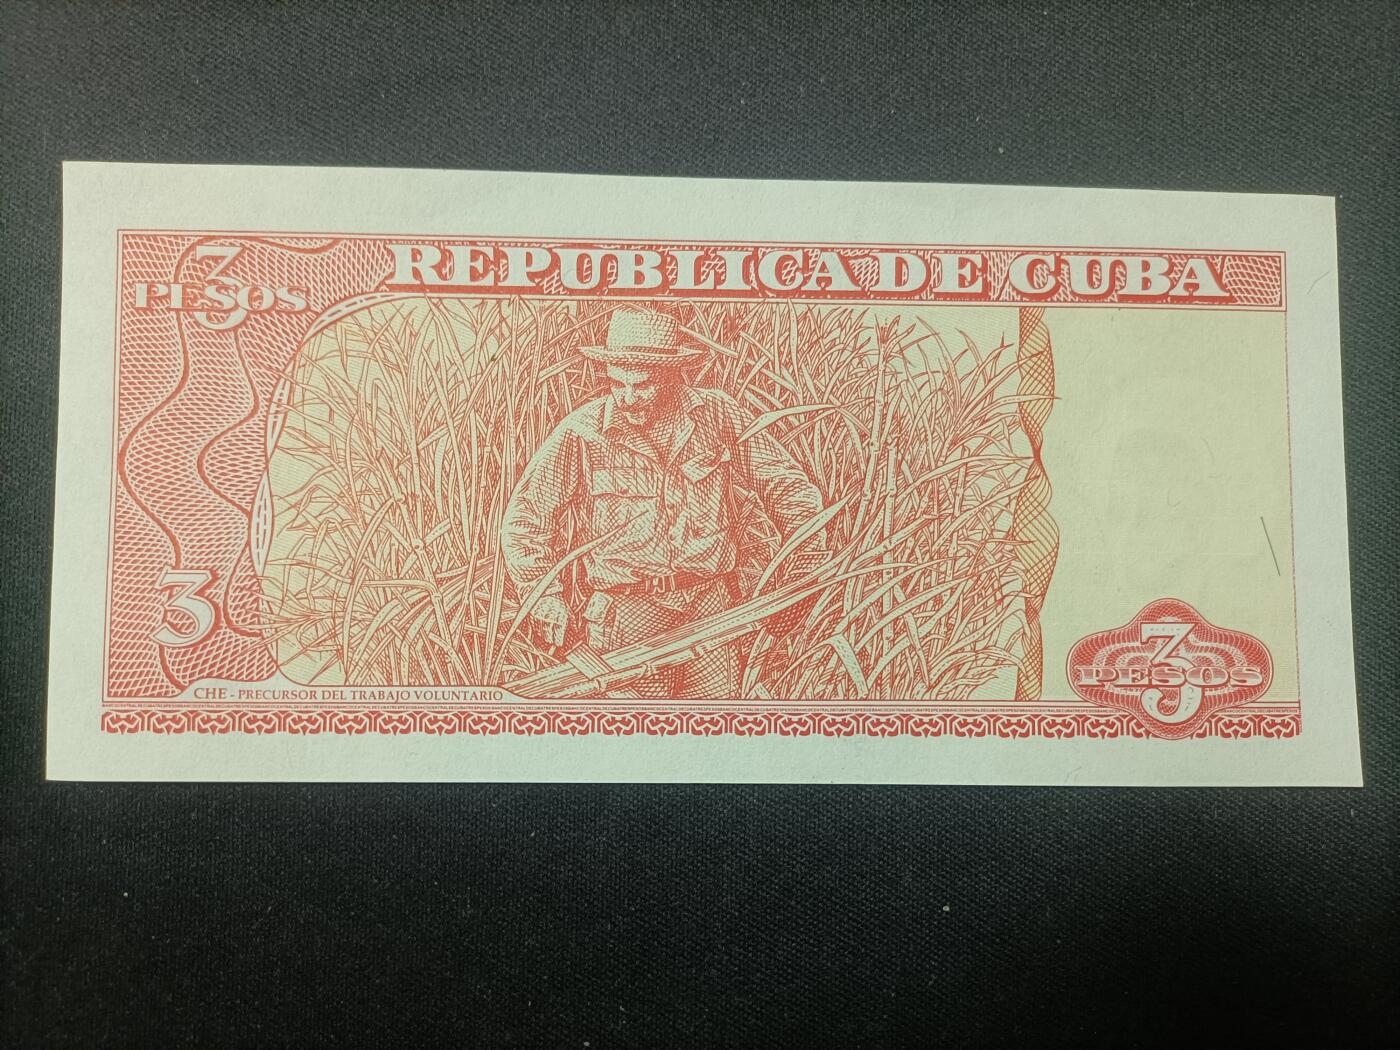 REPUBLICA DE CUBA
3
PESOS
3
CHE - PRECURSOR DEL TRABAJO VOLUNTARIO
3
PESOS